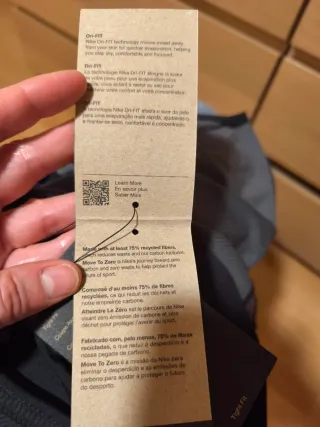 Dri-FIT
Nike Dri-FIT technology moves sweat away
from your skin for quicker evaporation, helping
you stay dry, comfortable and focused.
Dri-FIT
La technologie Nike Dri-FIT éloigne la sueur
de votre peau pour une évaporation plus
vous aidant à rester au sec pour
votre confort et votre concentration.
Dri-FIT
tecnologia Nike Dri-FIT afasta o suor da pele
para uma evaporação mais rápida, ajudando-o
a manter-se seco, confortável e concentrado.
Learn More
En savoir plus
Saber Mais
Made with at least 75% recycled fibres,
which reduces waste and our carbon footprint.
Move To Zero is Nike's journey toward zero
carbon and zero waste to help protect the
future of sport.
Composé d'au moins 75% de fibres
recyclées, ce qui réduit les déchets et
notre empreinte carbone.
Atteindre Le Zéro est le parcours de Nike
visant zéro émission de carbone et zéro
déchet pour protéger l'avenir du sport.
Fabricado com, pelo menos, 75% de fibras
recicladas, o que reduz o desperdício e a
nossa pegada de carbono.
Move To Zero é a missão da Nike para
eliminar o desperdício e as emissões de
carbono para ajudar a proteger o futuro
do desporto.
Tight Fit